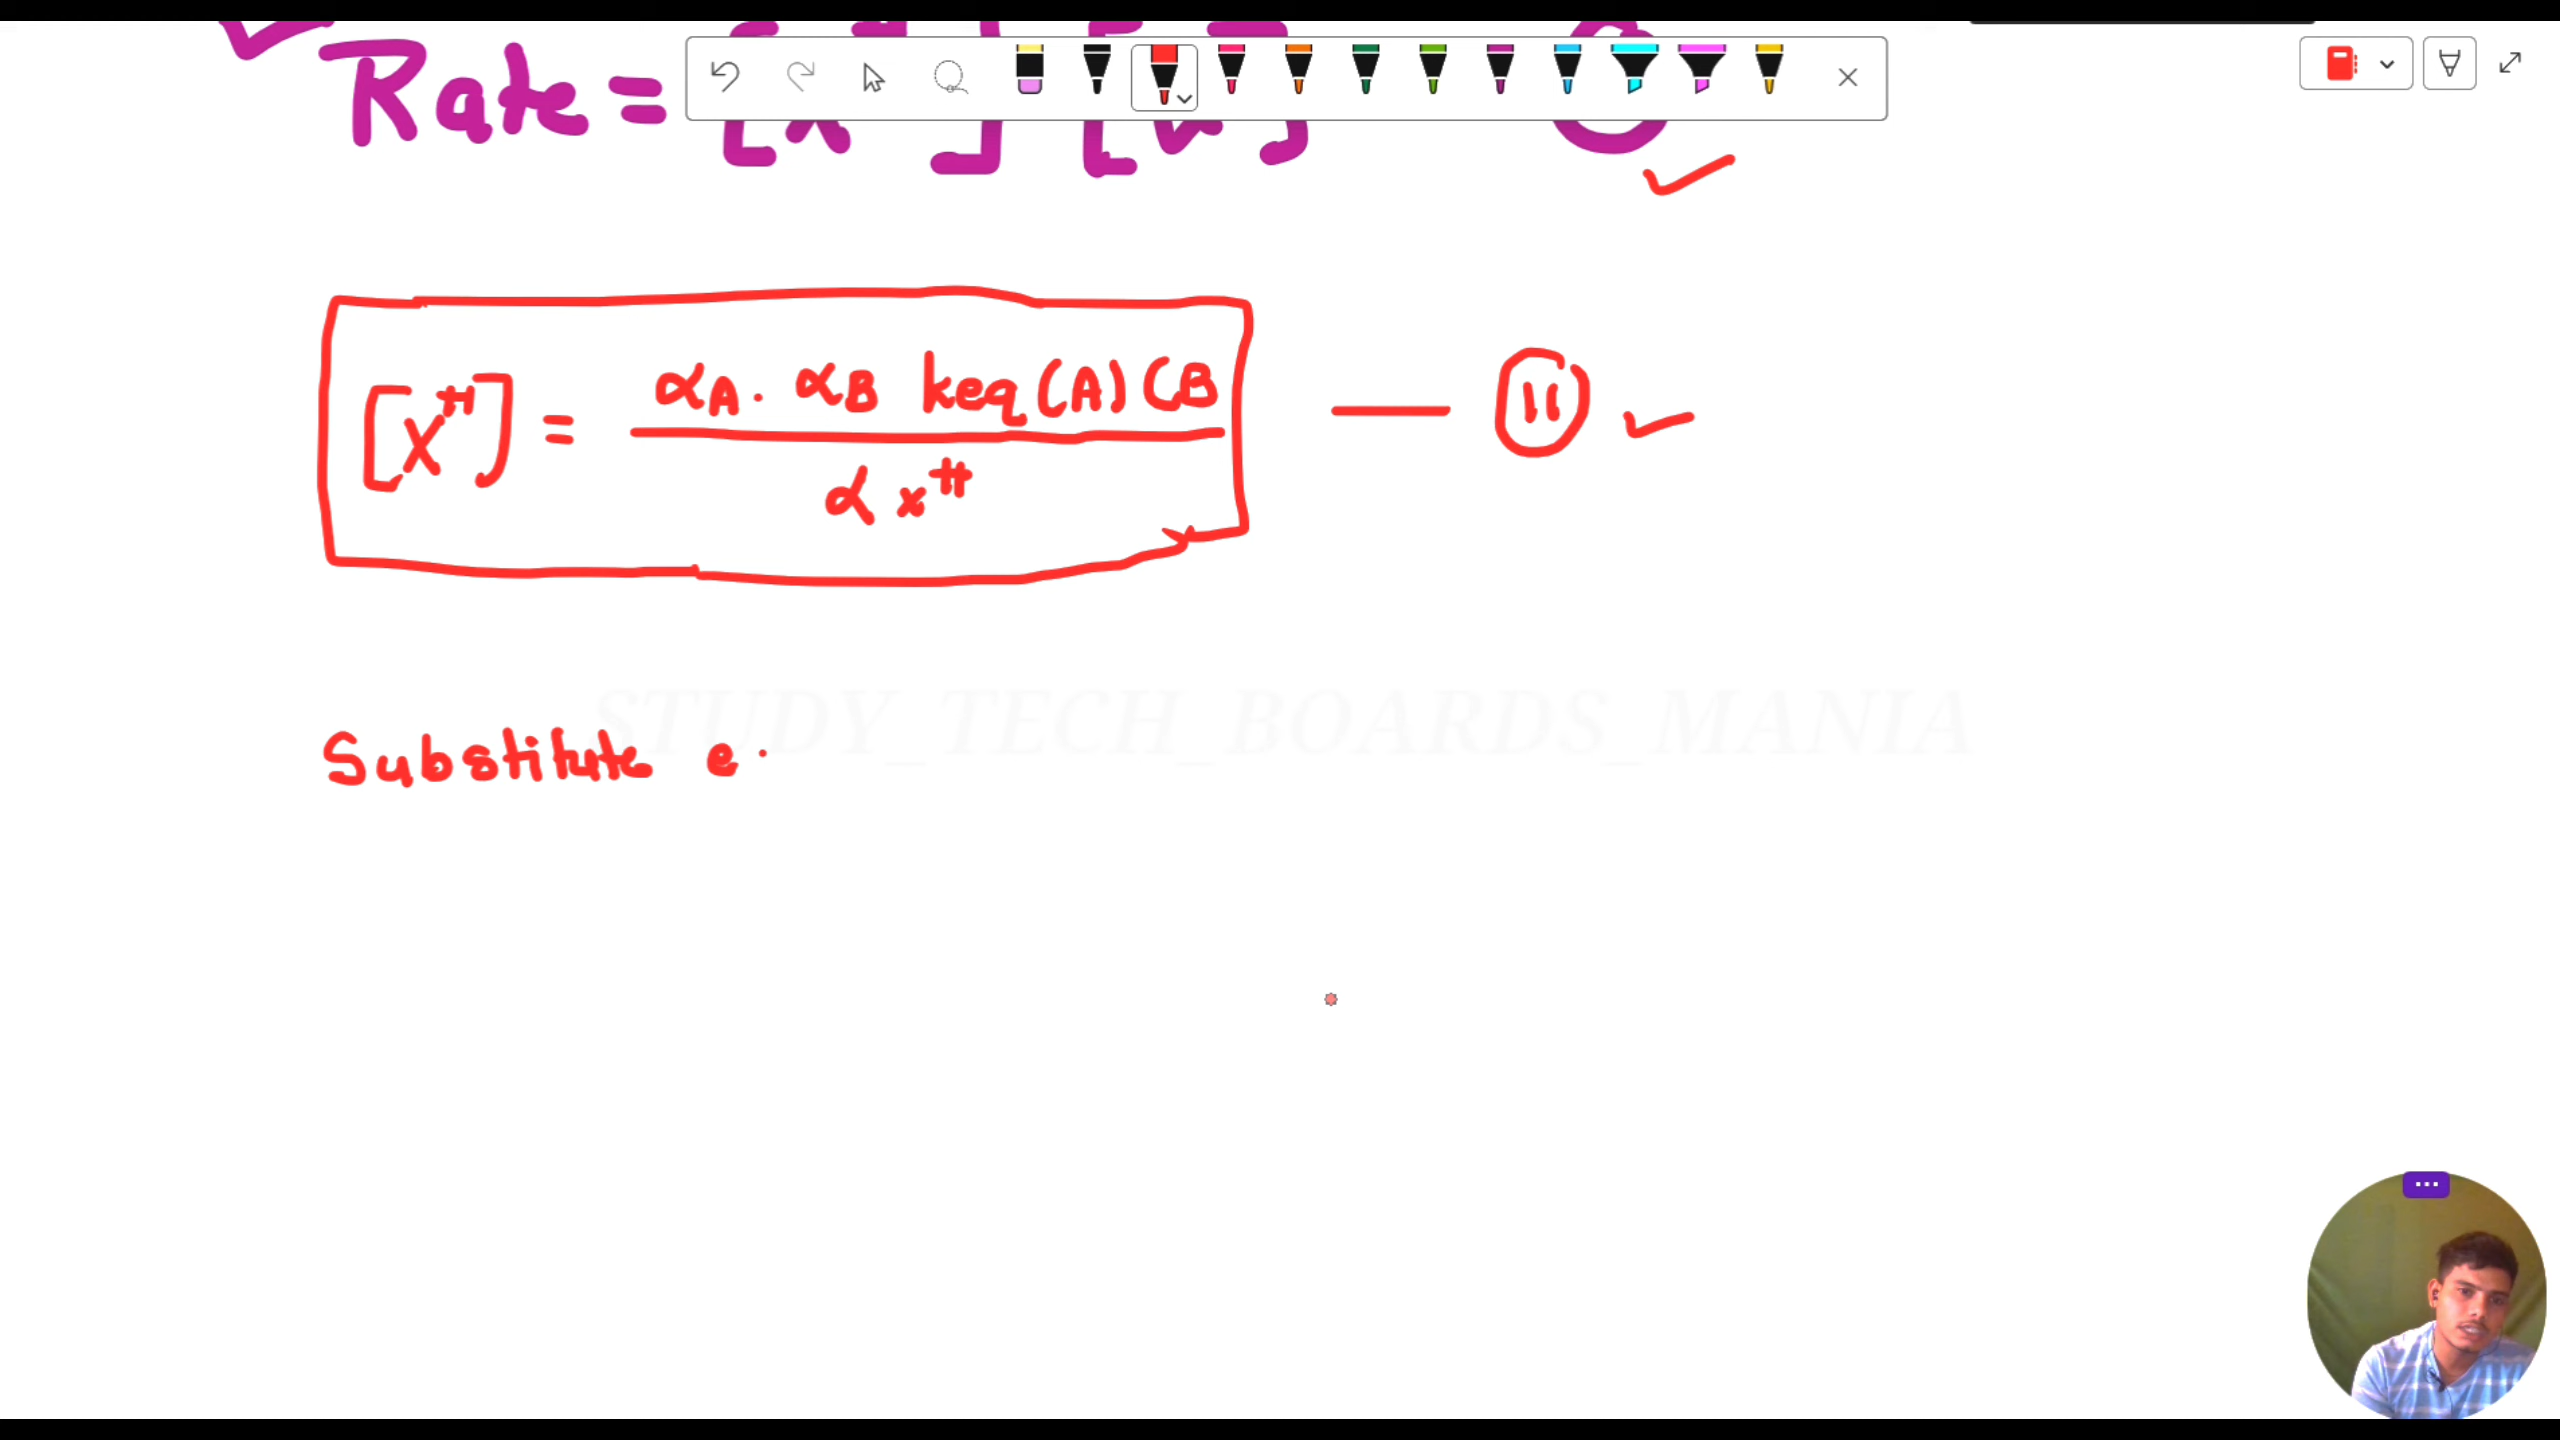 Rate =
[X^#] = αA. αB keq (A) (B / αx^# — 11
STUDY_TECH_BOARDS_MANIA
Substitute e.